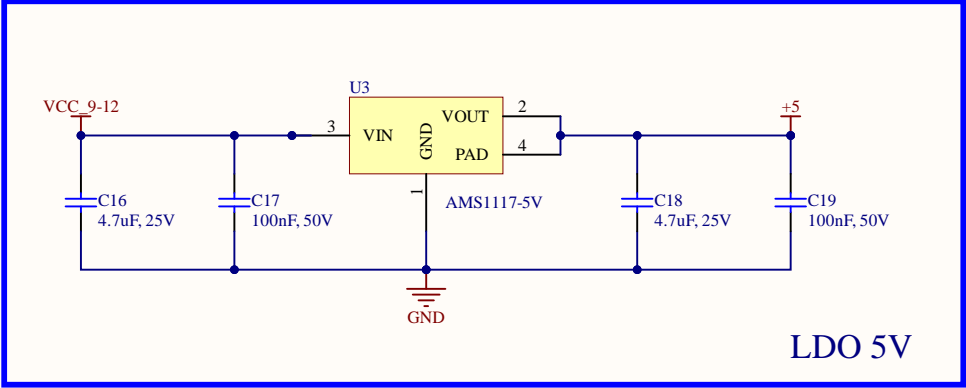 U3
VCC_9-12
+5
3
VIN
GND
VOUT
2
PAD
4
1
AMS1117-5V
C16
4.7uF, 25V
C17
100nF, 50V
C18
4.7uF, 25V
C19
100nF, 50V
GND
LDO 5V